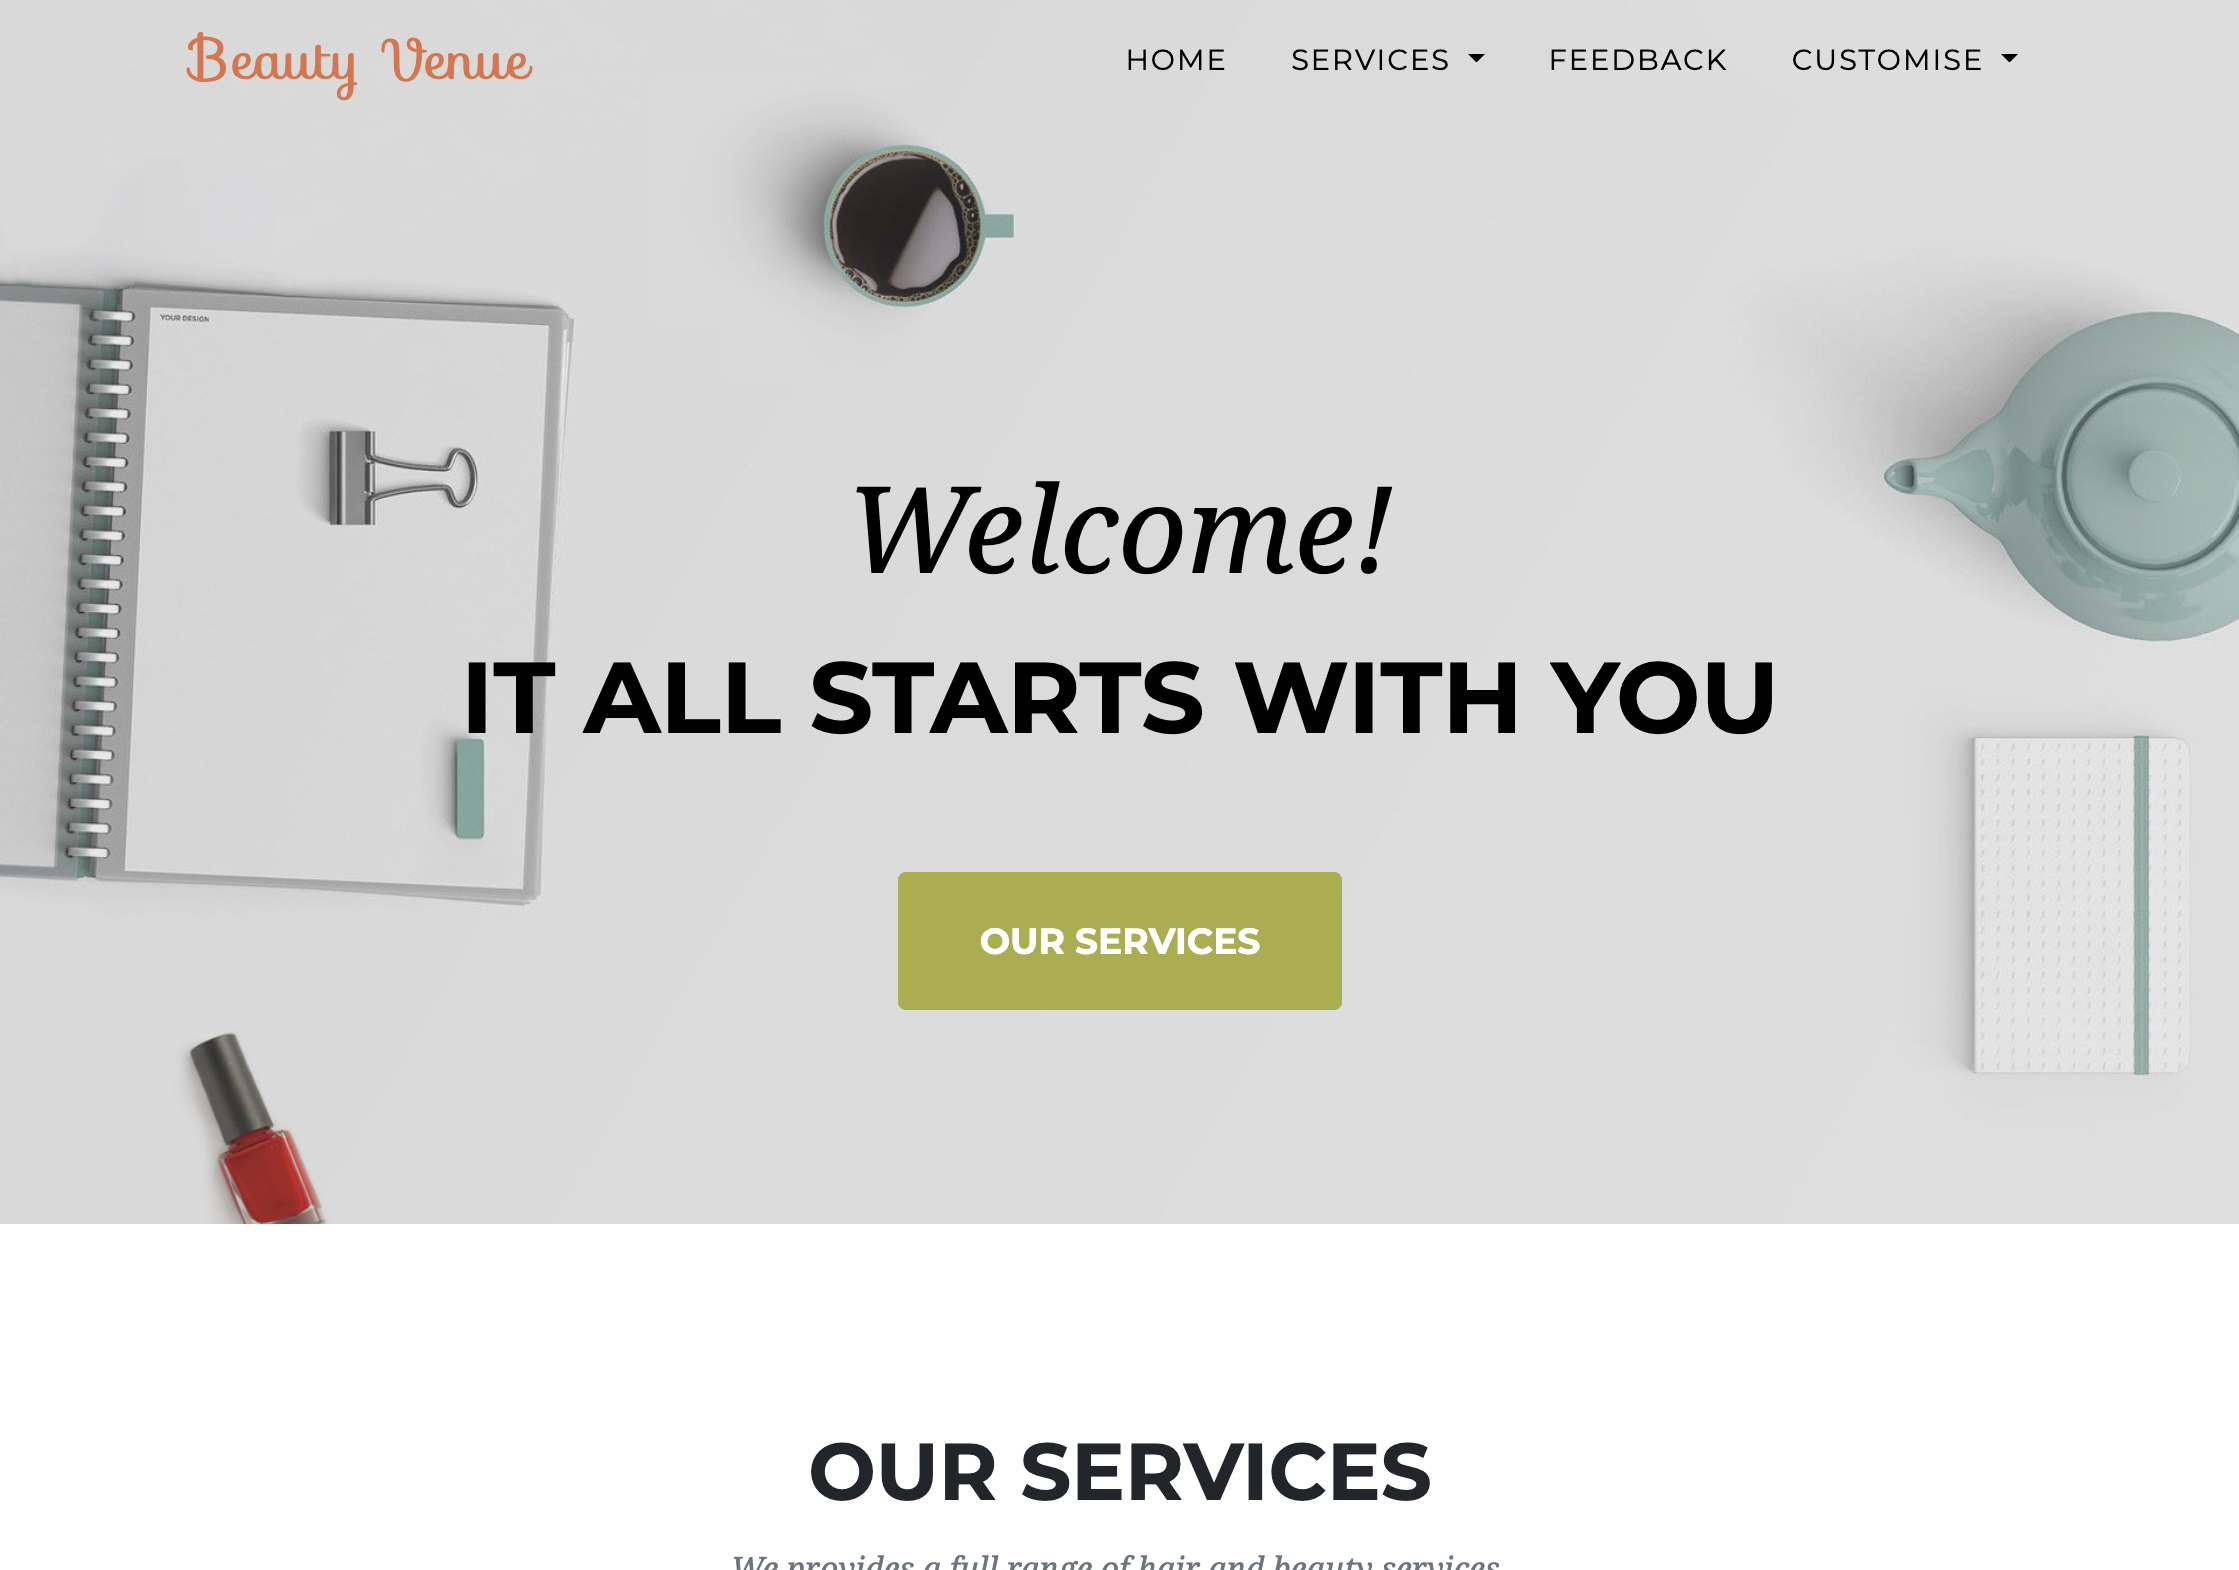 Beauty Venue
HOME SERVICES FEEDBACK CUSTOMISE
YOUR DESIGN
Welcome!
IT ALL STARTS WITH YOU
OUR SERVICES
OUR SERVICES
We provides a full range of hair and beauty services